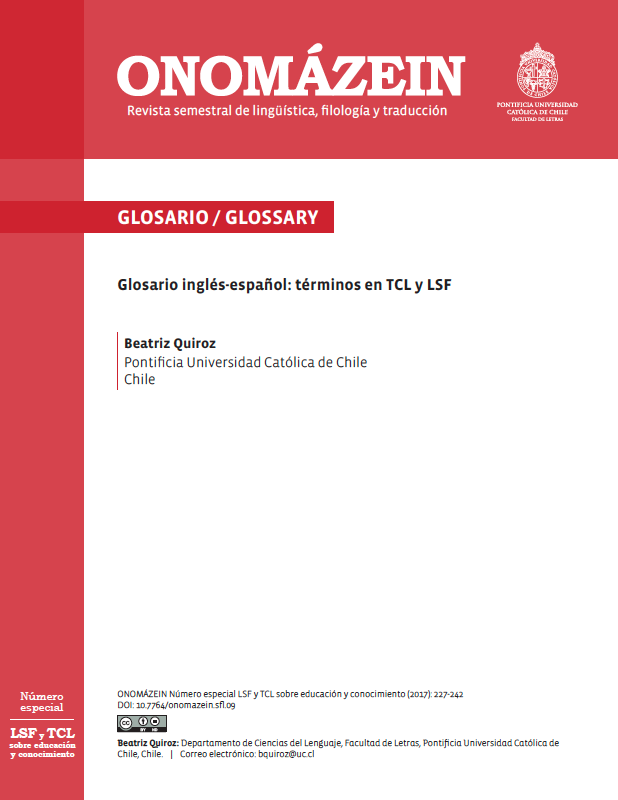 ONOMÁZEIN
Revista semestral de lingüística, filología y traducción
PONTIFICIA UNIVERSIDAD
CATÓLICA DE CHILE
FACULTAD DE LETRAS
GLOSARIO / GLOSSARY
Glosario inglés-español: términos en TCL y LSF
Beatriz Quiroz
Pontificia Universidad Católica de Chile
Chile
Número
especial
LSF y TCL
sobre educación
y conocimiento
ONOMÁZEIN Número especial LSF y TCL sobre educación y conocimiento (2017): 227-242
DOI: 10.7764/onomazein.sfl.09
cc
BY ND
Beatriz Quiroz: Departamento de Ciencias del Lenguaje, Facultad de Letras, Pontificia Universidad Católica de
Chile, Chile. | Correo electrónico: bquiroz@uc.cl